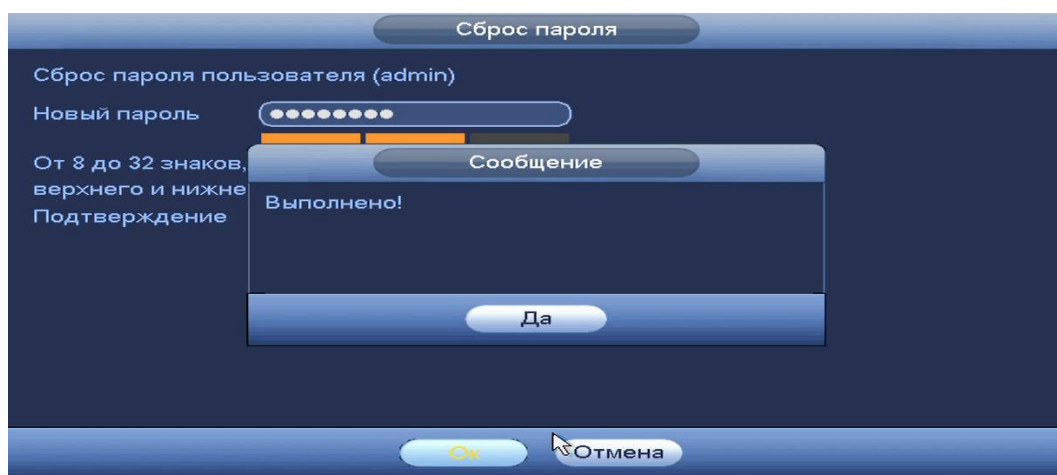 Сброс пароля
Сброс пароля пользователя (admin)
Новый пароль
От 8 до 32 знаков,
верхнего и нижне
Подтверждение
Сообщение
Выполнено!
Да
Ок
Отмена